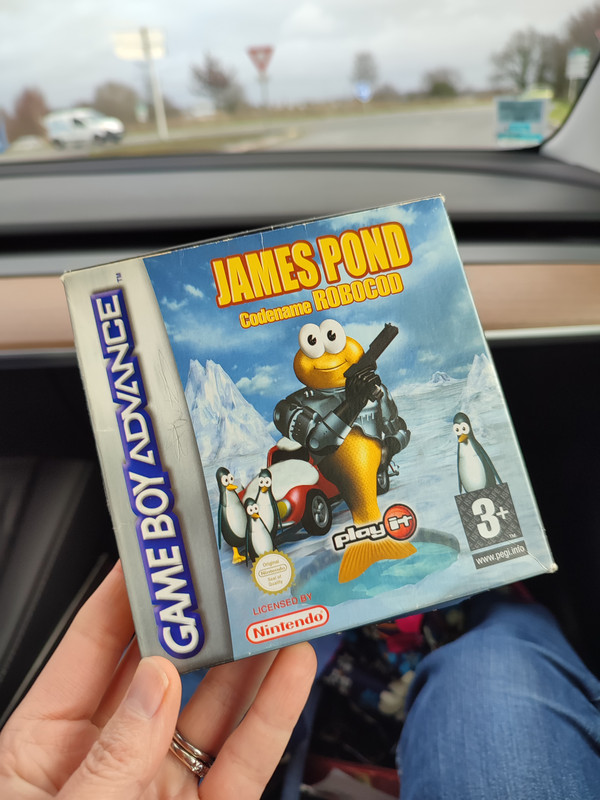 JAMES POND
Codename ROBOCOD
GAME BOY ADVANCE™
play it
3+
www.pegi.info
Original
Nintendo
Seal of
Quality
LICENSED BY
Nintendo